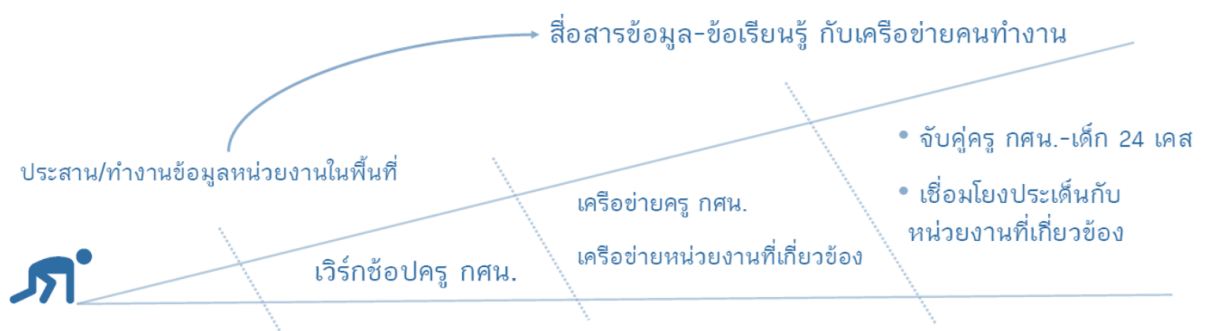 สื่อสารข้อมูล-ข้อเรียนรู้ กับเครือข่ายคนทำงาน
ประสาน/ทำงานข้อมูลหน่วยงานในพื้นที่
เวิร์กช้อปครู กศน.
เครือข่ายครู กศน.
เครือข่ายหน่วยงานที่เกี่ยวข้อง
• จับคู่ครู กศน.-เด็ก 24 เคส
• เชื่อมโยงประเด็นกับ
หน่วยงานที่เกี่ยวข้อง